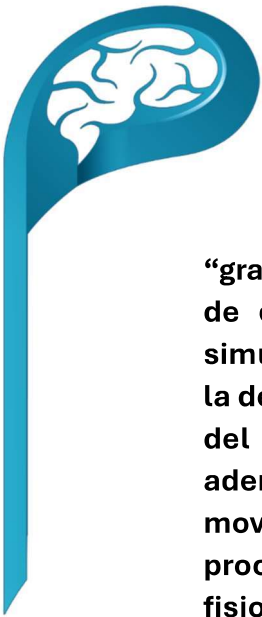 “gra
de
simu
la de
del
ader
mov
proc
fisio